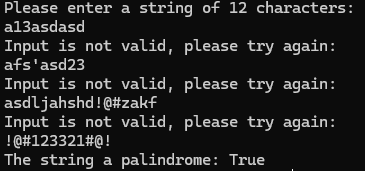 Please enter a string of 12 characters:
a13asdasd
Input is not valid, please try again:
afs'asd23
Input is not valid, please try again:
asdljahshd!@#zakf
Input is not valid, please try again:
!@#123321#@!
The string a palindrome: True